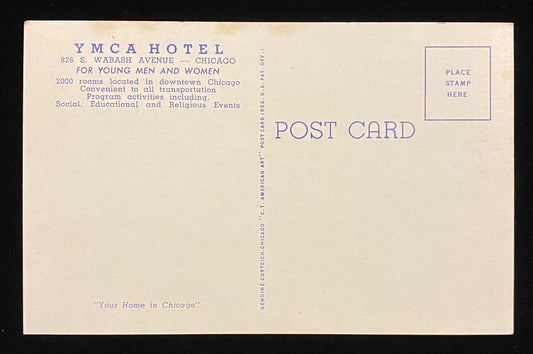 YMCA HOTEL
826 S. WABASH AVENUE — CHICAGO
FOR YOUNG MEN AND WOMEN
2000 rooms located in downtown Chicago
Convenient to all transportation
Program activities including,
Social, Educational and Religious Events
"Your Home in Chicago"
GENUINE CURTEICH-CHICAGO "C.T. AMERICAN ART" POST CARD (REG. U.S. PAT. OFF.)
POST CARD
PLACE
STAMP
HERE